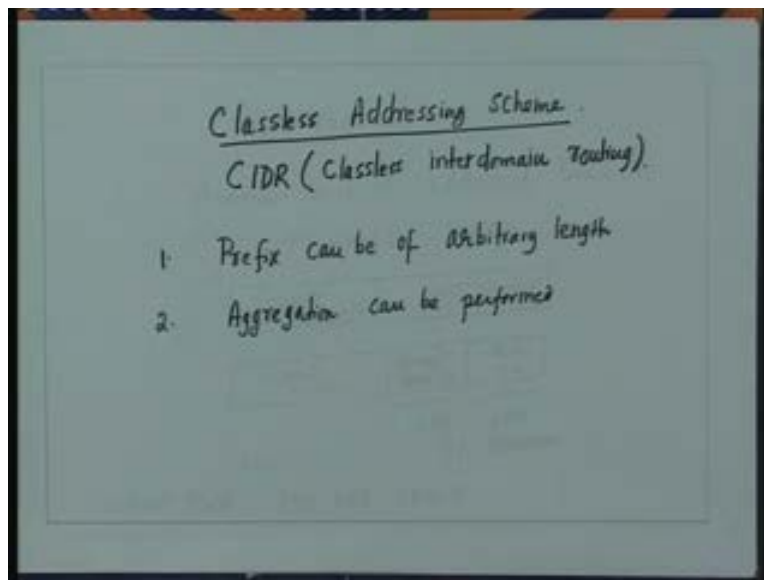 Classless Addressing Scheme.
CIDR (Classless interdomain routing).
1. Prefix can be of arbitrary length
2. Aggregation can be performed